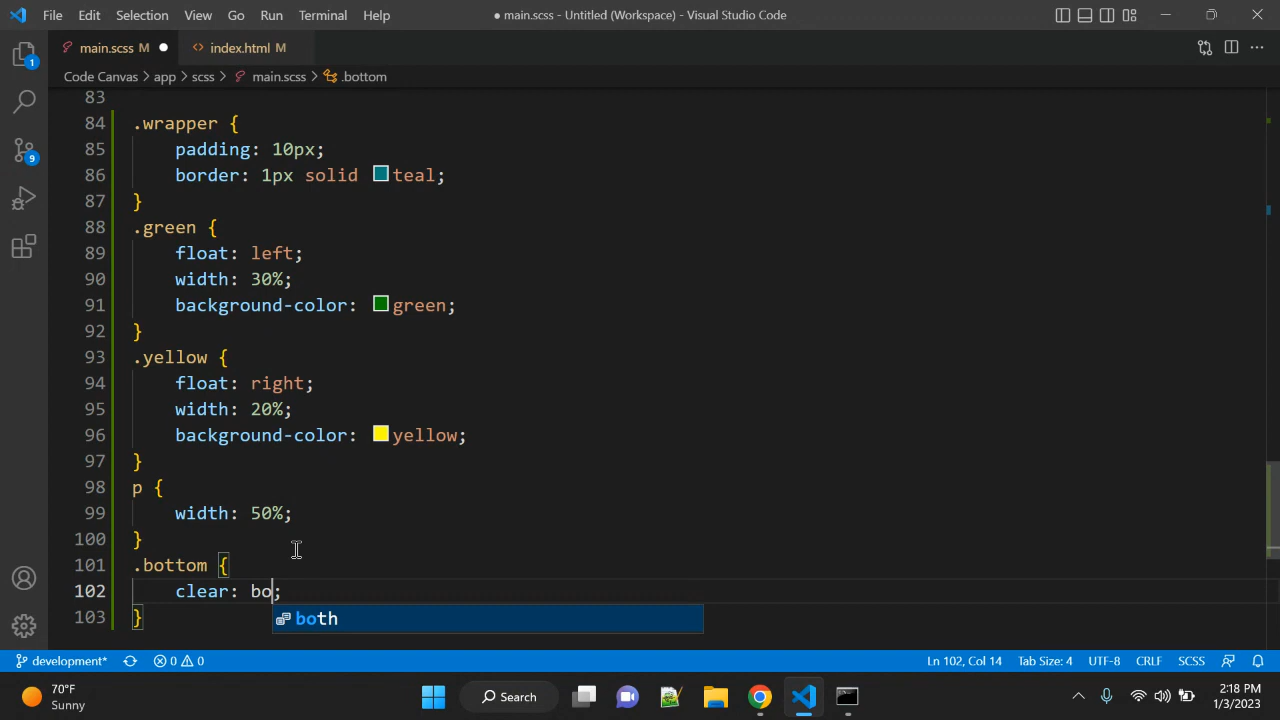 File Edit Selection View Go Run Terminal Help ● main.scss - Untitled (Workspace) - Visual Studio Code
main.scss M ● <> index.html M
Code Canvas > app > scss > main.scss > .bottom
83
84 .wrapper {
85 padding: 10px;
86 border: 1px solid teal;
87 }
88 .green {
89 float: left;
90 width: 30%;
91 background-color: green;
92 }
93 .yellow {
94 float: right;
95 width: 20%;
96 background-color: yellow;
97 }
98 p {
99 width: 50%;
100 }
101 .bottom {
102 clear: bo;
103 }
both
1
9
development* 0 0 Ln 102, Col 14 Tab Size: 4 UTF-8 CRLF SCSS
70°F
Sunny
Search
2:18 PM
1/3/2023